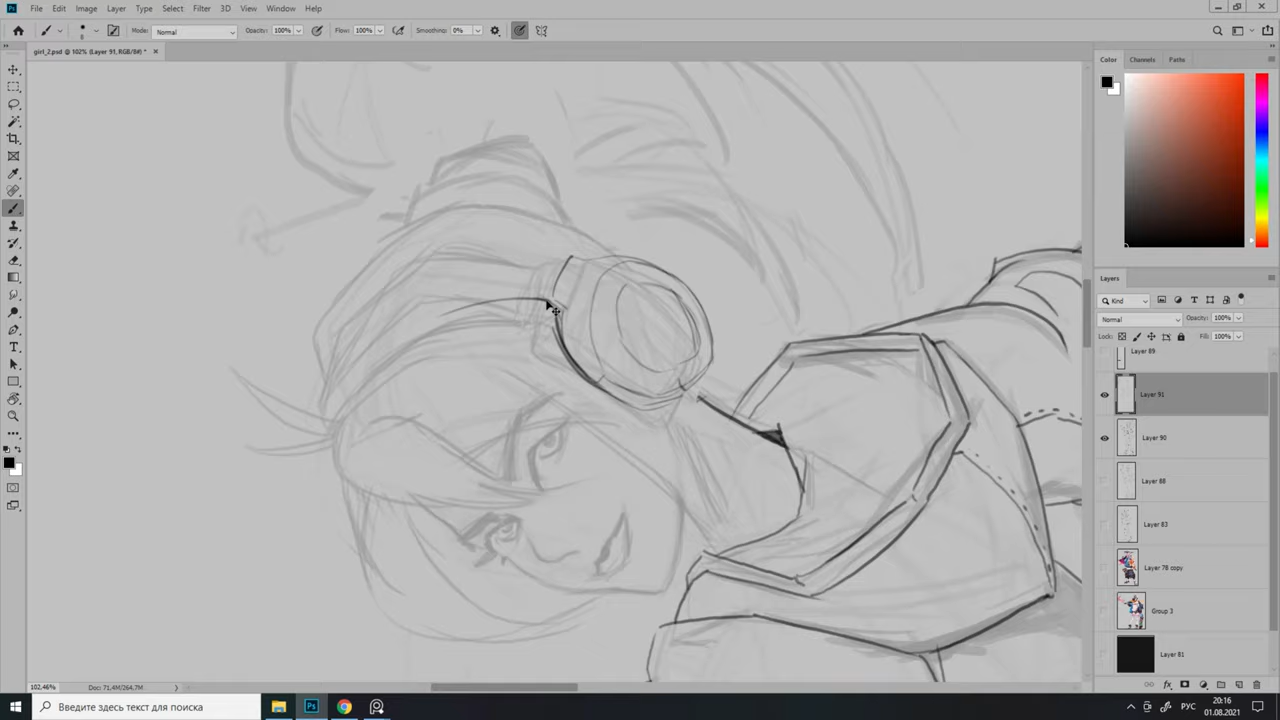 File Edit Image Layer Type Select Filter 3D View Window Help
Mode: Normal Opacity: 100% Flow: 100% Smoothing: 0%
girl_2.psd @ 102% (Layer 91, RGB/8#) *
Color Channels Paths
Layers
Kind
Normal Opacity: 100%
Lock: Fill: 100%
Layer 89
Layer 91
Layer 90
Layer 88
Layer 83
Layer 78 copy
Group 3
Layer 81
102,46% Doc: 71,4M/264,7M
Введите здесь текст для поиска
РУС
20:16
01.08.2021